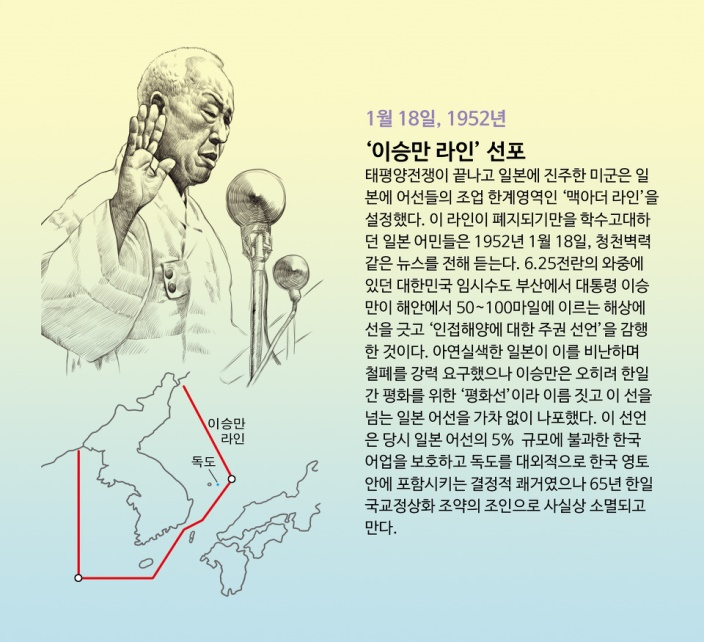 1월 18일, 1952년
‘이승만 라인’ 선포
태평양전쟁이 끝나고 일본에 진주한 미군은 일
본에 어선들의 조업 한계영역인 ‘맥아더 라인’을
설정했다. 이 라인이 폐지되기만을 학수고대하
던 일본 어민들은 1952년 1월 18일, 청천벽력
같은 뉴스를 전해 듣는다. 6.25전란의 와중에
있던 대한민국 임시수도 부산에서 대통령 이승
만이 해안에서 50~100마일에 이르는 해상에
선을 긋고 ‘인접해양에 대한 주권 선언’을 감행
한 것이다. 아연실색한 일본이 이를 비난하며
철폐를 강력 요구했으나 이승만은 오히려 한일
간 평화를 위한 ‘평화선’이라 이름 짓고 이 선을
넘는 일본 어선을 가차 없이 나포했다. 이 선언
은 당시 일본 어선의 5% 규모에 불과한 한국
어업을 보호하고 독도를 대외적으로 한국 영토
안에 포함시키는 결정적 쾌거였으나 65년 한일
국교정상화 조약의 조인으로 사실상 소멸되고
만다.
이승만
라인
독도